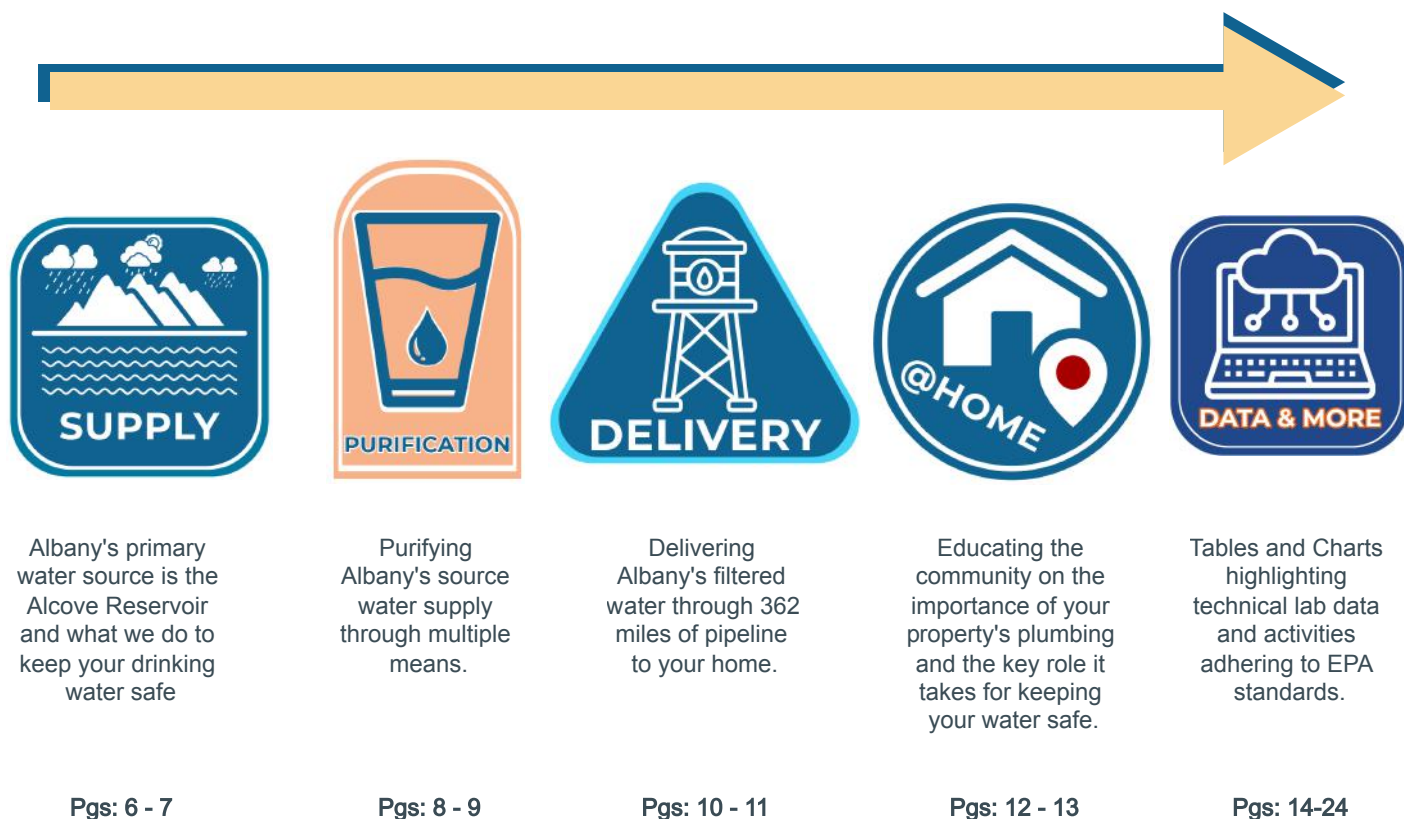 SUPPLY
PURIFICATION
DELIVERY
@HOME
DATA & MORE
Albany's primary
water source is the
Alcove Reservoir
and what we do to
keep your drinking
water safe
Purifying
Albany's source
water supply
through multiple
means.
Delivering
Albany's filtered
water through 362
miles of pipeline
to your home.
Educating the
community on the
importance of your
property's plumbing
and the key role it
takes for keeping
your water safe.
Tables and Charts
highlighting
technical lab data
and activities
adhering to EPA
standards.
Pgs: 6 - 7
Pgs: 8 - 9
Pgs: 10 - 11
Pgs: 12 - 13
Pgs: 14-24